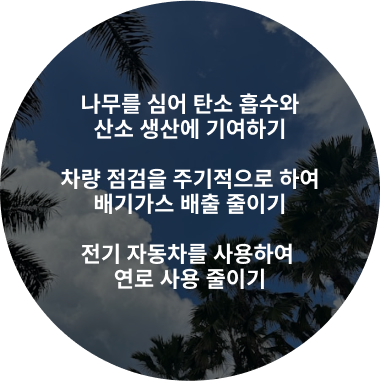 나무를 심어 탄소 흡수와
산소 생산에 기여하기
차량 점검을 주기적으로 하여
배기가스 배출 줄이기
전기 자동차를 사용하여
연로 사용 줄이기